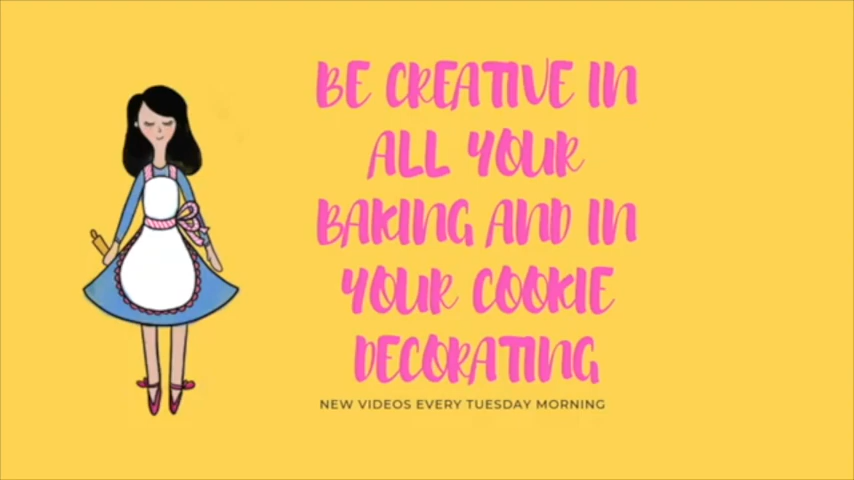 BE CREATIVE IN
ALL YOUR
BAKING AND IN
YOUR COOKIE
DECORATING
NEW VIDEOS EVERY TUESDAY MORNING